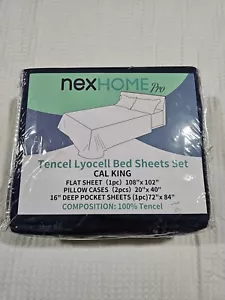 nexHOME Pro
Tencel Lyocell Bed Sheets Set
CAL KING
FLAT SHEET (1pc) 108"x 102"
PILLOW CASES (2pcs) 20"x 40"
16" DEEP POCKET SHEETS (1pc)72"x 84"
COMPOSITION: 100% Tencel